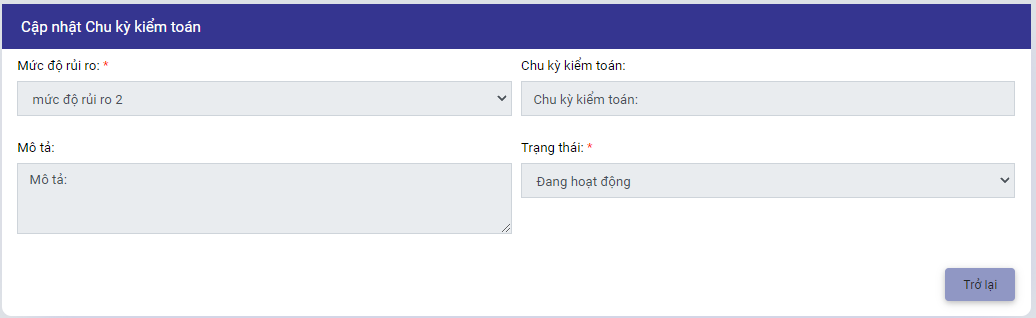 Cập nhật Chu kỳ kiểm toán
Mức độ rủi ro: *
Chu kỳ kiểm toán:
mức độ rủi ro 2
Chu kỳ kiểm toán:
Mô tả:
Trạng thái: *
Mô tả:
Đang hoạt động
Trở lại